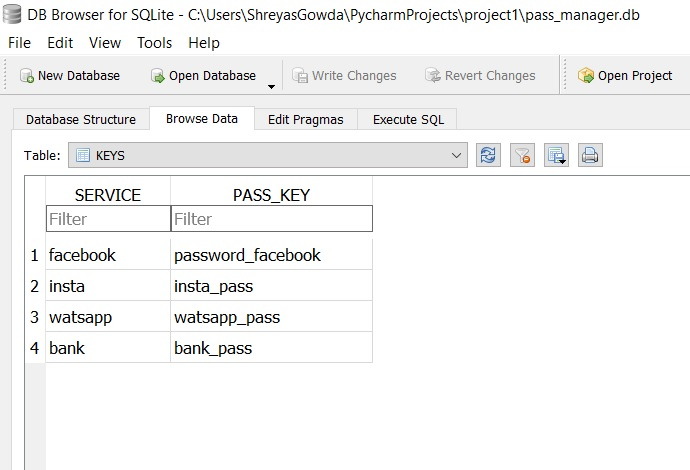 DB Browser for SQLite - C:\Users\ShreyasGowda\PycharmProjects\project1\pass_manager.db
File Edit View Tools Help
New Database Open Database Write Changes Revert Changes Open Project
Database Structure Browse Data Edit Pragmas Execute SQL
Table: KEYS
SERVICE PASS_KEY
Filter Filter
1 facebook password_facebook
2 insta insta_pass
3 watsapp watsapp_pass
4 bank bank_pass